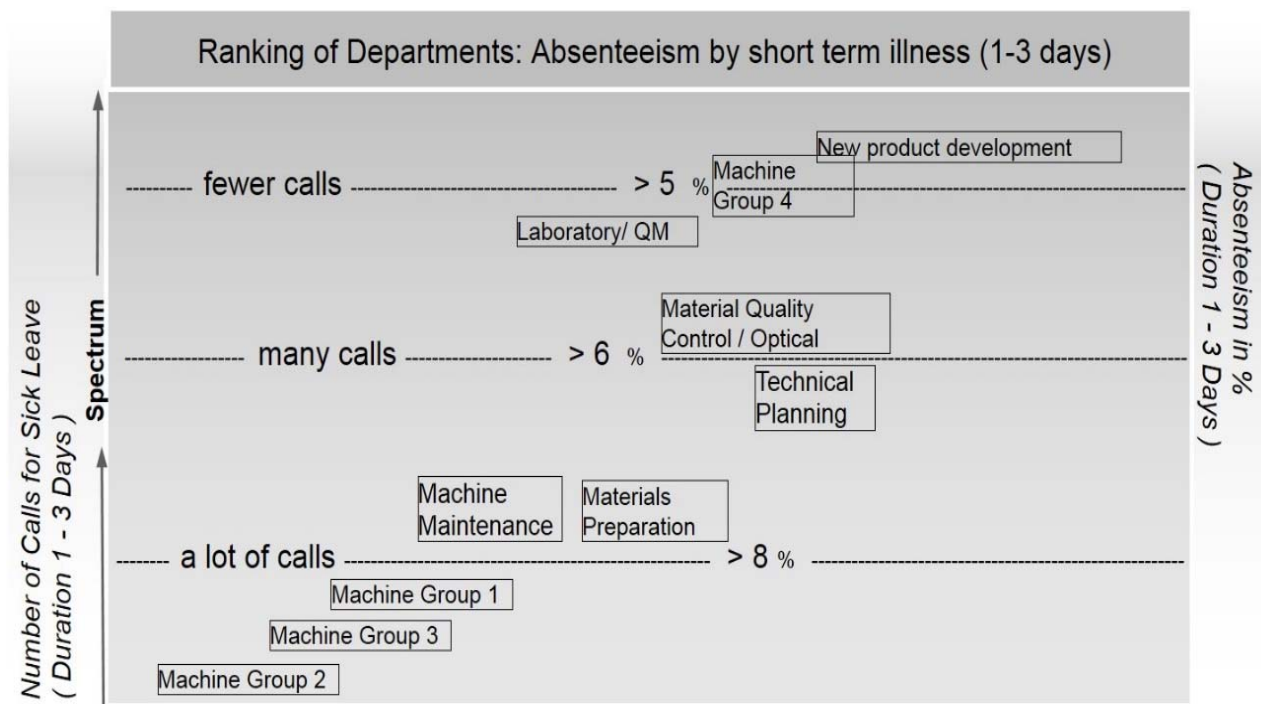 Ranking of Departments: Absenteeism by short term illness (1-3 days)
New product development
Machine
Group 4
fewer calls > 5 %
Laboratory/ QM
Material Quality
Control / Optical
many calls > 6 %
Technical
Planning
Machine
Maintenance
Materials
Preparation
a lot of calls > 8 %
Machine Group 1
Machine Group 3
Machine Group 2
Number of Calls for Sick Leave
( Duration 1 - 3 Days )
Spectrum
Absenteeism in %
( Duration 1 - 3 Days )